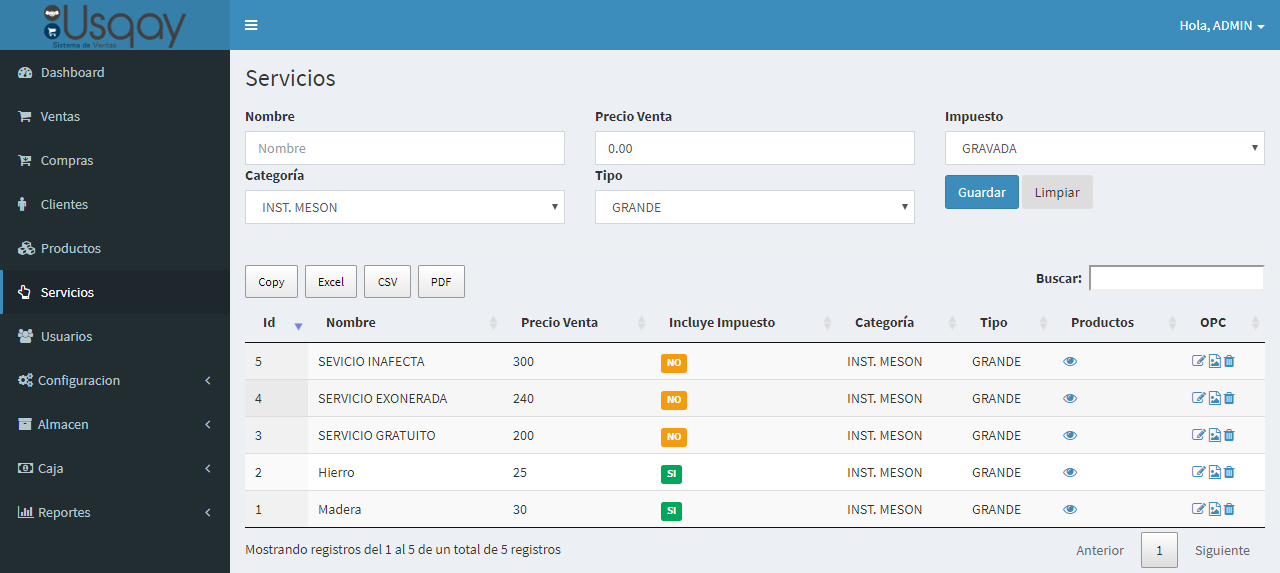 Usqay
Sistema de Ventas
Hola, ADMIN
Dashboard
Ventas
Compras
Clientes
Productos
Servicios
Usuarios
Configuracion
Almacen
Caja
Reportes
Servicios
Nombre Precio Venta Impuesto
Nombre 0.00 GRAVADA
Categoría Tipo
INST. MESON GRANDE Guardar Limpiar
Copy Excel CSV PDF Buscar:
Id Nombre Precio Venta Incluye Impuesto Categoría Tipo Productos OPC
5 SEVICIO INAFECTA 300 NO INST. MESON GRANDE
4 SERVICIO EXONERADA 240 NO INST. MESON GRANDE
3 SERVICIO GRATUITO 200 NO INST. MESON GRANDE
2 Hierro 25 SI INST. MESON GRANDE
1 Madera 30 SI INST. MESON GRANDE
Mostrando registros del 1 al 5 de un total de 5 registros Anterior 1 Siguiente